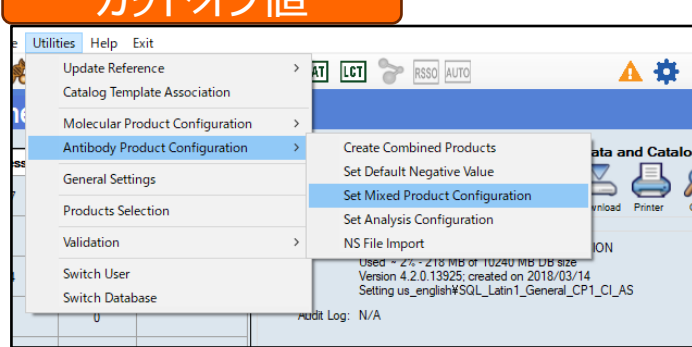 カットオフ値
e Utilities Help Exit
Update Reference >
AT LCT RSSO AUTO
Catalog Template Association
Molecular Product Configuration >
Antibody Product Configuration >
Create Combined Products
ata and Catalo
ess
General Settings
Set Default Negative Value
Set Mixed Product Configuration
wnload Printer
Products Selection
Set Analysis Configuration
Validation >
NS File Import
ION
Used ~ 2% - 218 MB of 10240 MB DB size
Switch User
Version 4.2.0.13925; created on 2018/03/14
Switch Database
Setting us_english¥SQL_Latin1_General_CP1_CI_AS
0
Audit Log: N/A